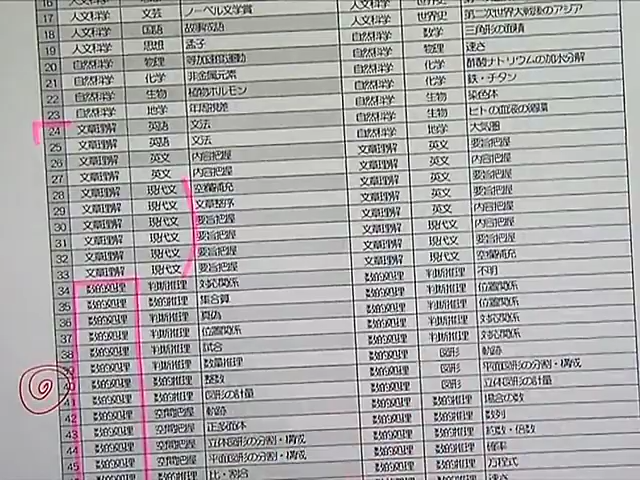 16 人文科学
17 人文科学 文芸 ノーベル文学賞 人文科学 世界史 第二次世界大戦後のアジア
18 人文科学 国語 故事成語 自然科学 数学 三角形の面積
19 人文科学 思想 孟子 自然科学 物理 速さ
20 自然科学 物理 等加速度運動 自然科学 化学 酢酸ナトリウムの加水分解
21 自然科学 化学 非金属元素 自然科学 化学 鉄・チタン
22 自然科学 生物 植物ホルモン 自然科学 生物 染色体
23 自然科学 地学 年周視差 自然科学 生物 ヒトの血液の循環
24 文章理解 英語 文法 自然科学 地学 大気圏
25 文章理解 英語 文法 文章理解 英文 要旨把握
26 文章理解 英文 内容把握 文章理解 英文 要旨把握
27 文章理解 英文 内容把握 文章理解 英文 要旨把握
28 文章理解 現代文 空欄補充 文章理解 英文 要旨把握
29 文章理解 現代文 文章整序 文章理解 英文 内容把握
30 文章理解 現代文 要旨把握 文章理解 現代文 内容把握
31 文章理解 現代文 要旨把握 文章理解 現代文 要旨把握
32 文章理解 現代文 要旨把握 文章理解 現代文 空欄補充
33 文章理解 現代文 要旨把握 数的処理 判断推理 不明
34 数的処理 判断推理 対応関係 数的処理 判断推理 位置関係
35 数的処理 数的推理 集合算 数的処理 判断推理 位置関係
36 数的処理 判断推理 真偽 数的処理 判断推理 対応関係
37 数的処理 判断推理 位置関係 数的処理 判断推理 対応関係
38 数的処理 判断推理 試合 数的処理 図形 軌跡
数的処理 数的推理 数量推理 数的処理 図形 平面図形の分割・構成
40 数的処理 数的推理 整数 数的処理 図形 立体図形の計量
41 数的処理 数的推理 図形の計量 数的処理 数的推理 場合の数
42 数的処理 空間把握 軌跡 数的処理 数的推理 数列
43 数的処理 空間把握 正多面体 数的処理 数的推理 約数・倍数
44 数的処理 空間把握 立体図形の分割・構成 数的処理 数的推理 確率
45 数的処理 空間把握 平面図形の分割・構成 数的処理 数的推理 方程式
数的処理 数的推理 比・割合 数的処理 数的推理 速さ